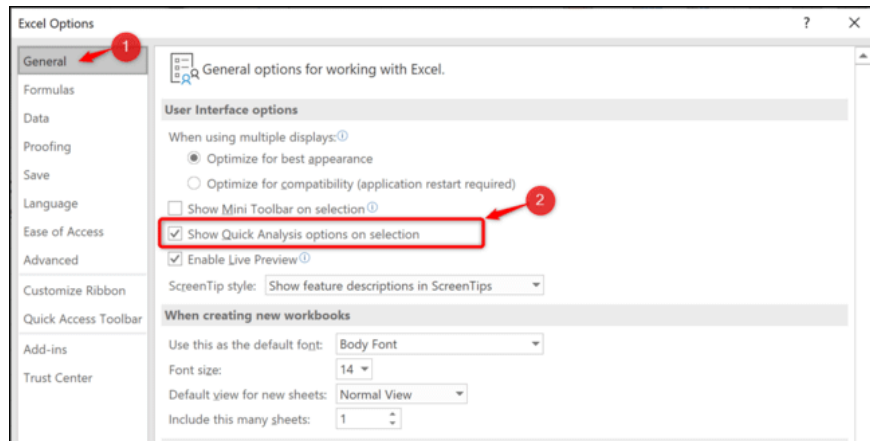 Excel Options
?
General
1
Formulas
Data
Proofing
Save
Language
Ease of Access
Advanced
Customize Ribbon
Quick Access Toolbar
Add-ins
Trust Center
General options for working with Excel.
User Interface options
When using multiple displays:
Optimize for best appearance
Optimize for compatibility (application restart required)
Show Mini Toolbar on selection
2
Show Quick Analysis options on selection
Enable Live Preview
ScreenTip style: Show feature descriptions in ScreenTips
When creating new workbooks
Use this as the default font: Body Font
Font size: 14
Default view for new sheets: Normal View
Include this many sheets: 1